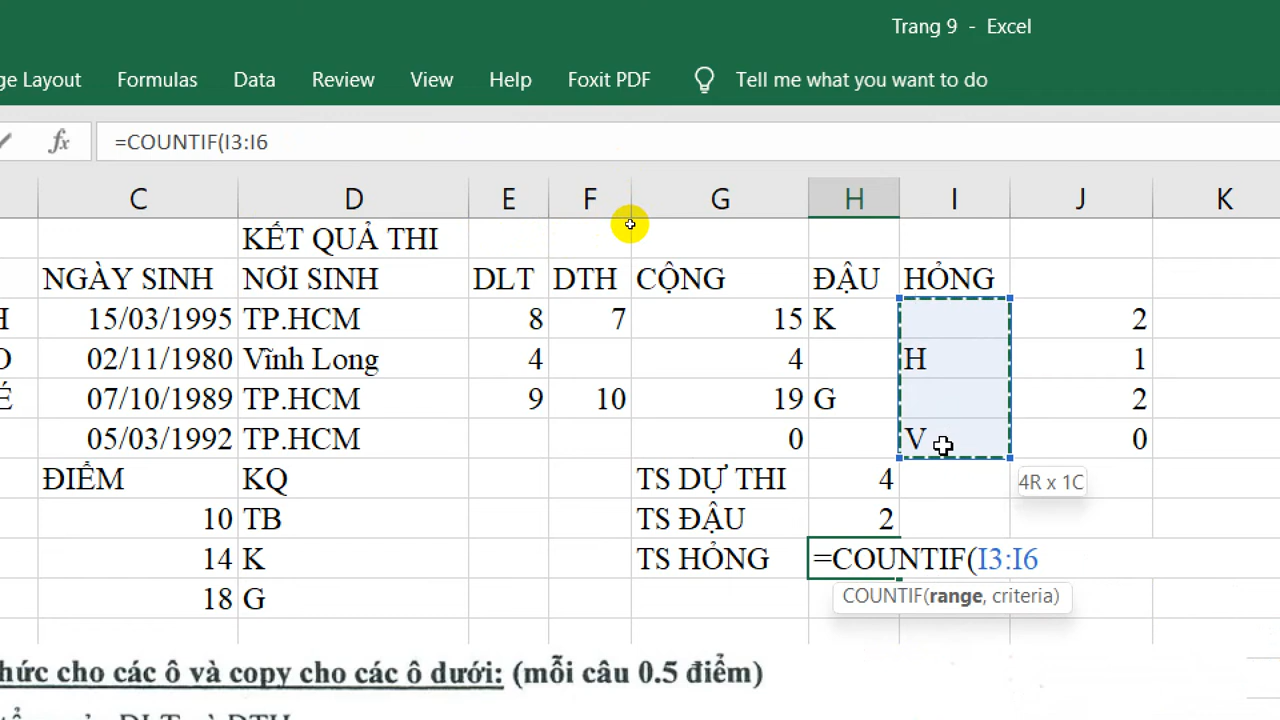 Trang 9 - Excel
ge Layout Formulas Data Review View Help Foxit PDF Tell me what you want to do
fx =COUNTIF(I3:I6
C D E F G H I J K
KẾT QUẢ THI
NGÀY SINH NƠI SINH DLT DTH CỘNG ĐẬU HỎNG
H 15/03/1995 TP.HCM 8 7 15 K 2
O 02/11/1980 Vĩnh Long 4 4 H 1
É 07/10/1989 TP.HCM 9 10 19 G 2
05/03/1992 TP.HCM 0 V 0
ĐIỂM KQ TS DỰ THI 4 4R x 1C
10 TB TS ĐẬU 2
14 K TS HỎNG =COUNTIF(I3:I6
18 G COUNTIF(range, criteria)
hức cho các ô và copy cho các ô dưới: (mỗi câu 0.5 điểm)